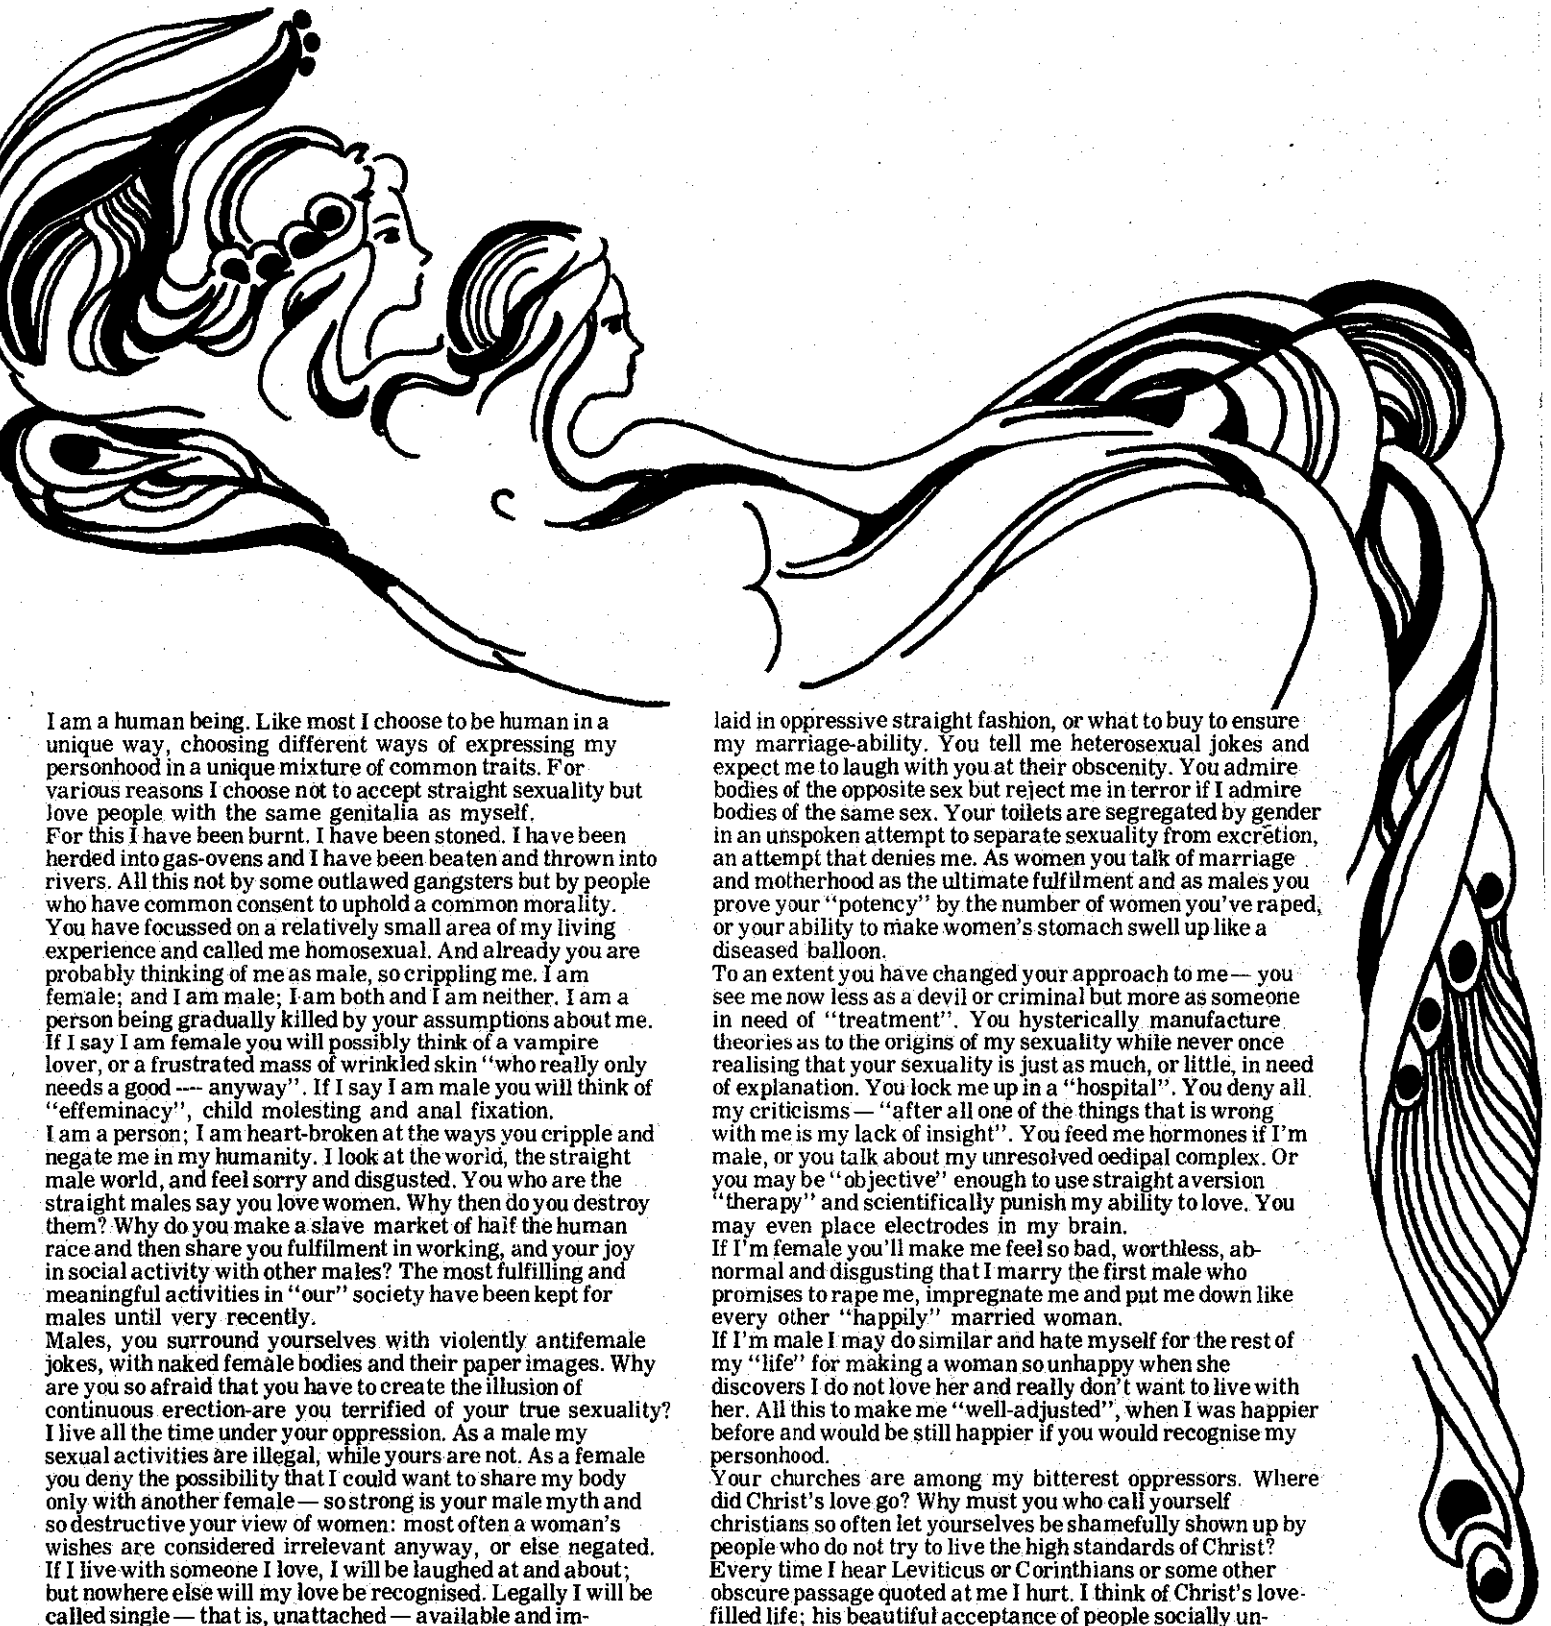 I am a human being. Like most I choose to be human in a
unique way, choosing different ways of expressing my
personhood in a unique mixture of common traits. For
various reasons I choose not to accept straight sexuality but
love people with the same genitalia as myself.
For this I have been burnt. I have been stoned. I have been
herded into gas-ovens and I have been beaten and thrown into
rivers. All this not by some outlawed gangsters but by people
who have common consent to uphold a common morality.
You have focussed on a relatively small area of my living
experience and called me homosexual. And already you are
probably thinking of me as male, so crippling me. I am
female; and I am male; I am both and I am neither. I am a
person being gradually killed by your assumptions about me.
If I say I am female you will possibly think of a vampire
lover, or a frustrated mass of wrinkled skin "who really only
needs a good ---- anyway". If I say I am male you will think of
"effeminacy", child molesting and anal fixation.
I am a person; I am heart-broken at the ways you cripple and
negate me in my humanity. I look at the world, the straight
male world, and feel sorry and disgusted. You who are the
straight males say you love women. Why then do you destroy
them? Why do you make a slave market of half the human
race and then share you fulfilment in working, and your joy
in social activity with other males? The most fulfilling and
meaningful activities in "our" society have been kept for
males until very recently.
Males, you surround yourselves with violently antifemale
jokes, with naked female bodies and their paper images. Why
are you so afraid that you have to create the illusion of
continuous erection-are you terrified of your true sexuality?
I live all the time under your oppression. As a male my
sexual activities are illegal, while yours are not. As a female
you deny the possibility that I could want to share my body
only with another female — so strong is your male myth and
so destructive your view of women: most often a woman's
wishes are considered irrelevant anyway, or else negated.
If I live with someone I love, I will be laughed at and about;
but nowhere else will my love be recognised. Legally I will be
called single — that is, unattached — available and im-
laid in oppressive straight fashion, or what to buy to ensure
my marriage-ability. You tell me heterosexual jokes and
expect me to laugh with you at their obscenity. You admire
bodies of the opposite sex but reject me in terror if I admire
bodies of the same sex. Your toilets are segregated by gender
in an unspoken attempt to separate sexuality from excretion,
an attempt that denies me. As women you talk of marriage
and motherhood as the ultimate fulfilment and as males you
prove your "potency" by the number of women you've raped,
or your ability to make women's stomach swell up like a
diseased balloon.
To an extent you have changed your approach to me — you
see me now less as a devil or criminal but more as someone
in need of "treatment". You hysterically manufacture
theories as to the origins of my sexuality while never once
realising that your sexuality is just as much, or little, in need
of explanation. You lock me up in a "hospital". You deny all
my criticisms — "after all one of the things that is wrong
with me is my lack of insight". You feed me hormones if I'm
male, or you talk about my unresolved oedipal complex. Or
you may be "objective" enough to use straight aversion
"therapy" and scientifically punish my ability to love. You
may even place electrodes in my brain.
If I'm female you'll make me feel so bad, worthless, ab-
normal and disgusting that I marry the first male who
promises to rape me, impregnate me and put me down like
every other "happily" married woman.
If I'm male I may do similar and hate myself for the rest of
my "life" for making a woman so unhappy when she
discovers I do not love her and really don't want to live with
her. All this to make me "well-adjusted", when I was happier
before and would be still happier if you would recognise my
personhood.
Your churches are among my bitterest oppressors. Where
did Christ's love go? Why must you who call yourself
christians so often let yourselves be shamefully shown up by
people who do not try to live the high standards of Christ?
Every time I hear Leviticus or Corinthians or some other
obscure passage quoted at me I hurt. I think of Christ's love-
filled life; his beautiful acceptance of people socially un-